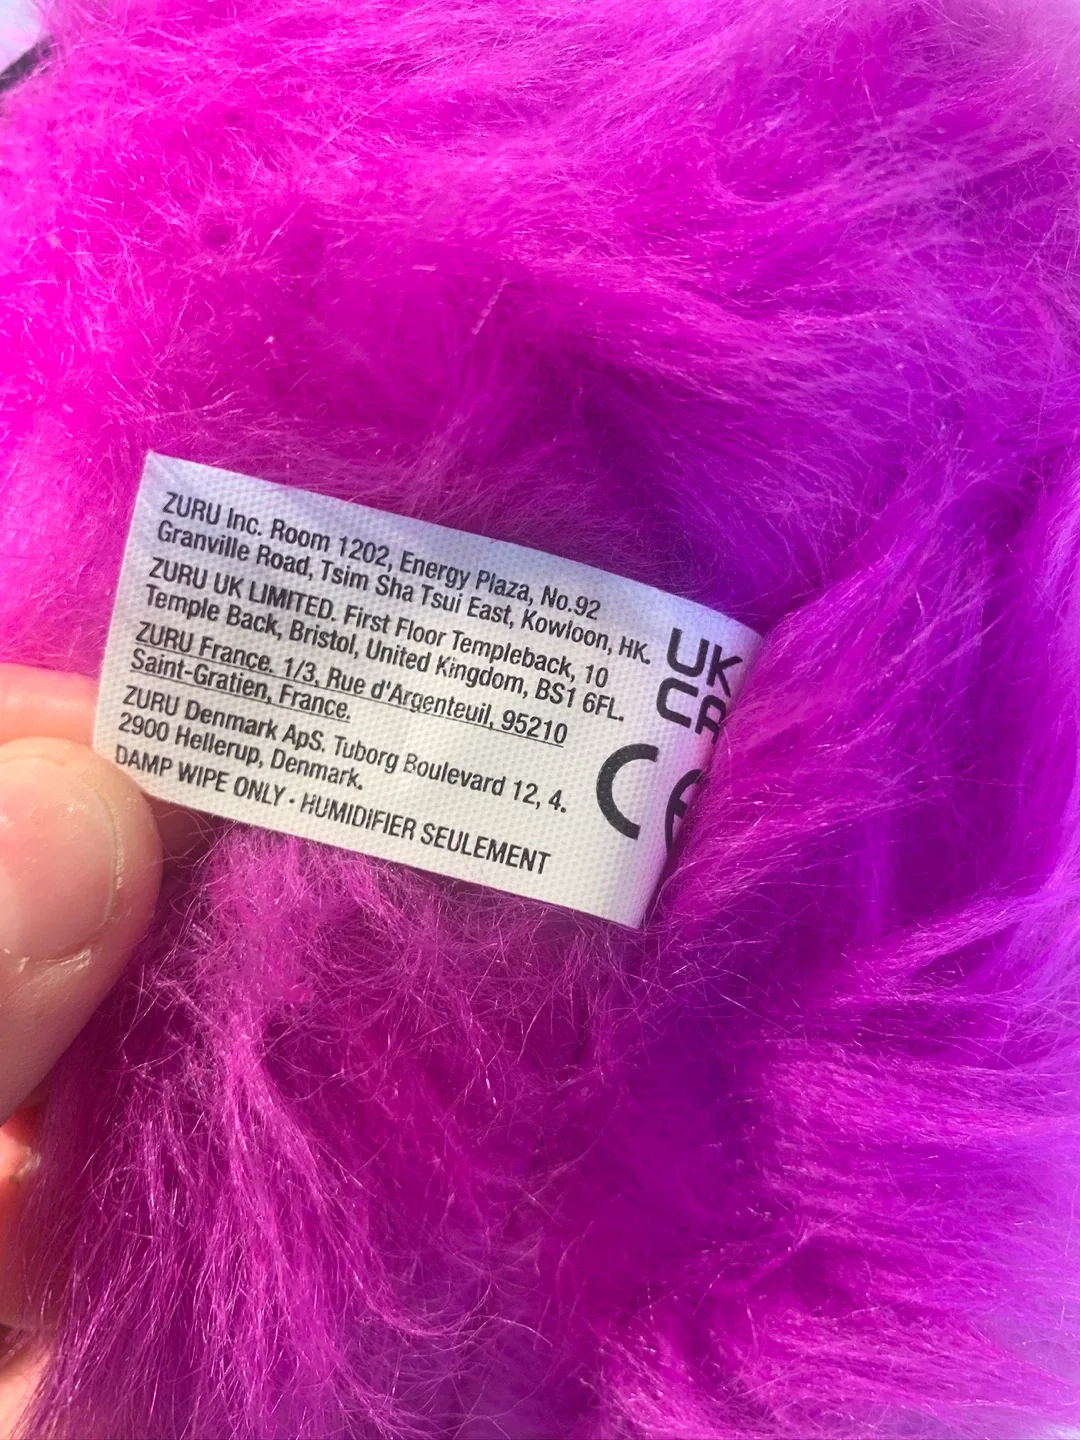 ZURU Inc. Room 1202, Energy Plaza, No.92
Granville Road, Tsim Sha Tsui East, Kowloon, HK.
ZURU UK LIMITED. First Floor Templeback, 10
Temple Back, Bristol, United Kingdom, BS1 6FL.
ZURU France. 1/3, Rue d'Argenteuil, 95210
Saint-Gratien, France.
ZURU Denmark ApS. Tuborg Boulevard 12, 4.
2900 Hellerup, Denmark.
DAMP WIPE ONLY · HUMIDIFIER SEULEMENT
UK
CA
CE